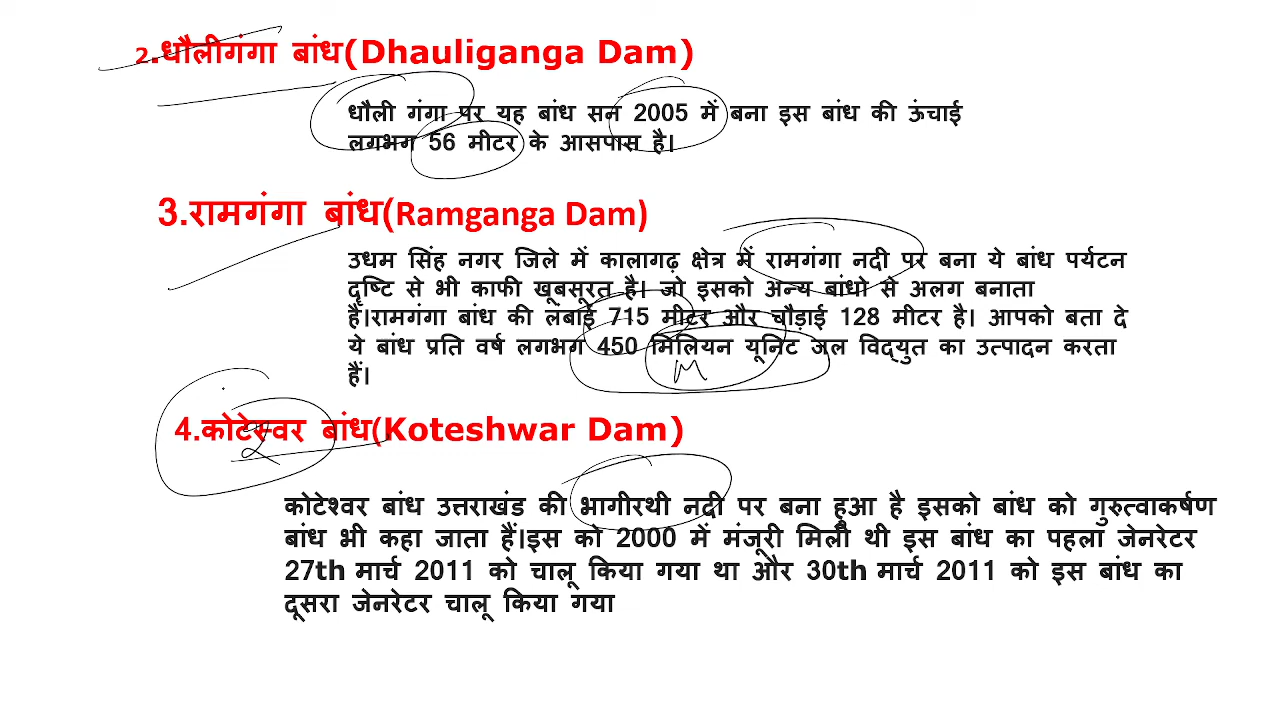 2.धौलीगंगा बांध(Dhauliganga Dam)
धौली गंगा पर यह बांध सन 2005 में बना इस बांध की ऊंचाई
लगभग 56 मीटर के आसपास है।
3.रामगंगा बांध(Ramganga Dam)
उधम सिंह नगर जिले में कालागढ़ क्षेत्र में रामगंगा नदी पर बना ये बांध पर्यटन
दृष्टि से भी काफी खूबसूरत है। जो इसको अन्य बांधो से अलग बनाता
है।रामगंगा बांध की लंबाई 715 मीटर और चौड़ाई 128 मीटर है। आपको बता दे
ये बांध प्रति वर्ष लगभग 450 मिलियन यूनिट जल विद्युत का उत्पादन करता
हैं।
M
4.कोटेस्वर बांध(Koteshwar Dam)
कोटेश्वर बांध उत्तराखंड की भागीरथी नदी पर बना हुआ है इसको बांध को गुरुत्वाकर्षण
बांध भी कहा जाता हैं।इस को 2000 में मंजूरी मिली थी इस बांध का पहला जेनरेटर
27th मार्च 2011 को चालू किया गया था और 30th मार्च 2011 को इस बांध का
दूसरा जेनरेटर चालू किया गया